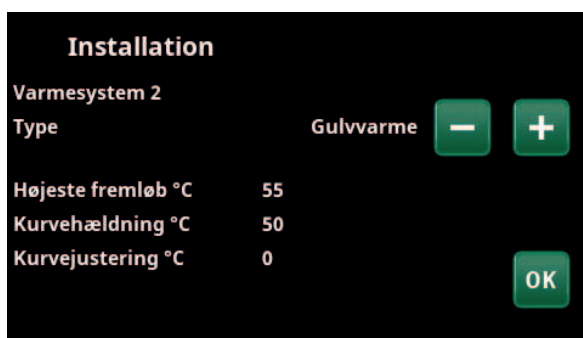 Installation
Varmesystem 2
Type Gulvvarme − +
Højeste fremløb °C 55
Kurvehældning °C 50
Kurvejustering °C 0
OK